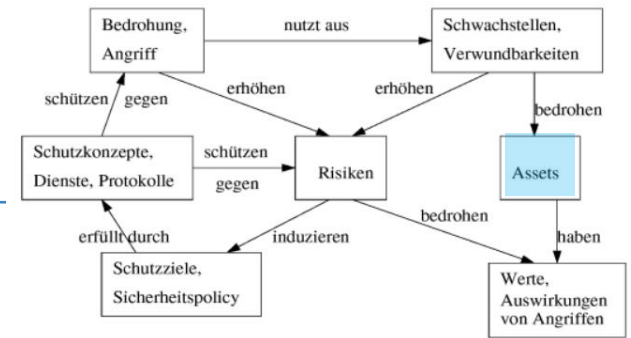 Bedrohung,
Angriff
nutzt aus
Schwachstellen,
Verwundbarkeiten
schützen gegen
erhöhen
erhöhen
bedrohen
Schutzkonzepte,
Dienste, Protokolle
schützen
gegen
Risiken
Assets
erfüllt durch
induzieren
bedrohen
haben
Schutzziele,
Sicherheitspolicy
Werte,
Auswirkungen
von Angriffen